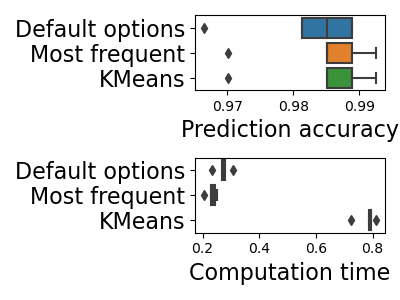 Default options
Most frequent
KMeans
0.97 0.98 0.99
Prediction accuracy
Default options
Most frequent
KMeans
0.2 0.4 0.6 0.8
Computation time